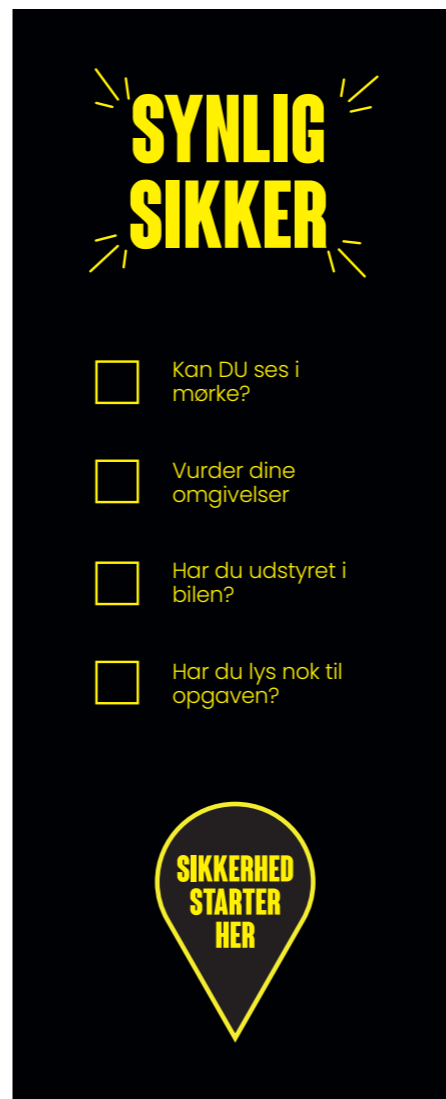 SYNLIG
SIKKER
Kan DU ses i
mørke?
Vurder dine
omgivelser
Har du udstyret i
bilen?
Har du lys nok til
opgaven?
SIKKERHED
STARTER
HER